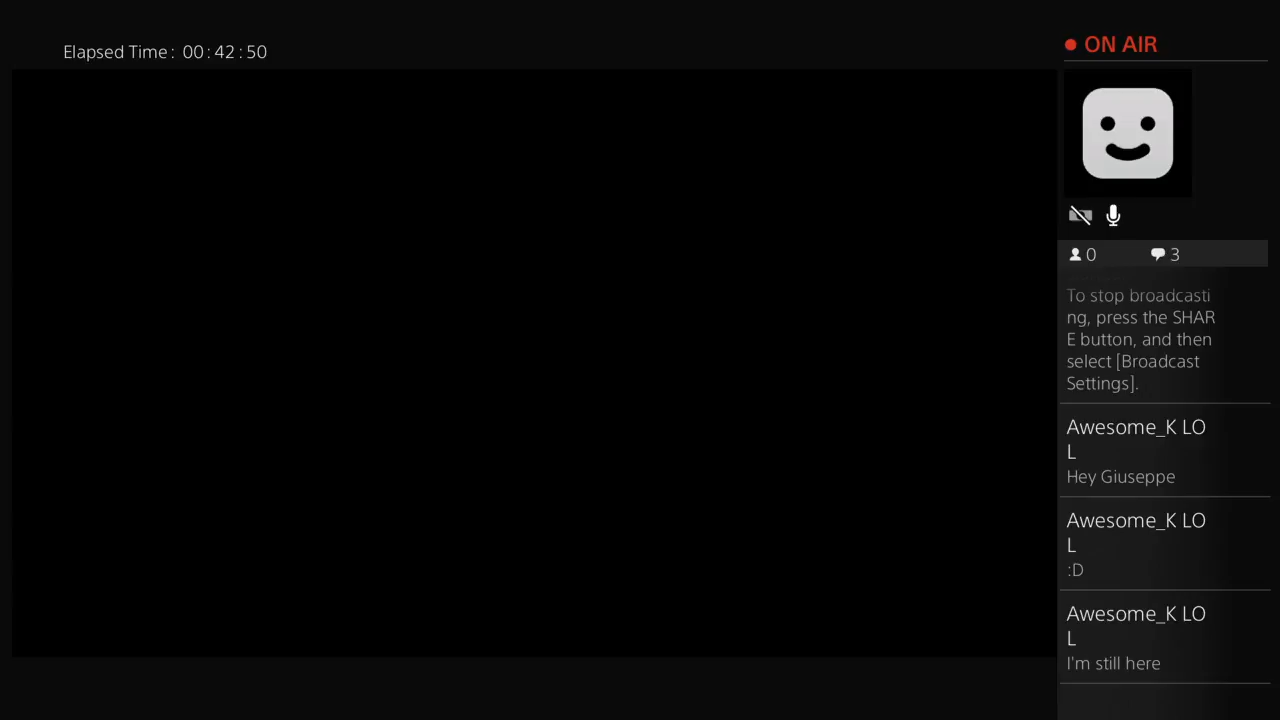 Elapsed Time: 00:42:50
ON AIR
0 3
To stop broadcasti
ng, press the SHAR
E button, and then
select [Broadcast
Settings].
Awesome_K LO
L
Hey Giuseppe
Awesome_K LO
L
:D
Awesome_K LO
L
I'm still here